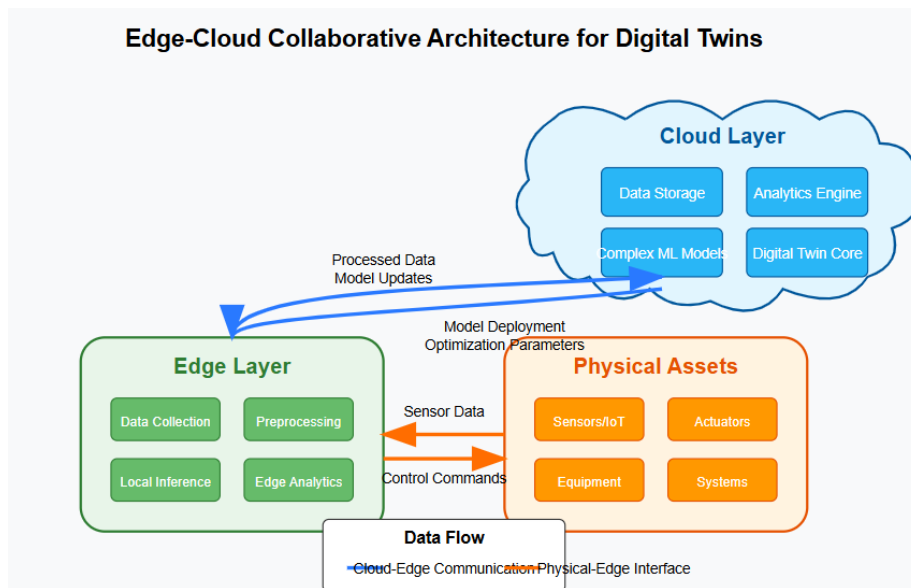 Edge-Cloud Collaborative Architecture for Digital Twins
Cloud Layer
Data Storage
Analytics Engine
Complex ML Models
Digital Twin Core
Processed Data
Model Updates
Model Deployment
Optimization Parameters
Edge Layer
Data Collection
Preprocessing
Local Inference
Edge Analytics
Sensor Data
Control Commands
Physical Assets
Sensors/IoT
Actuators
Equipment
Systems
Data Flow
Cloud-Edge Communication
Physical-Edge Interface